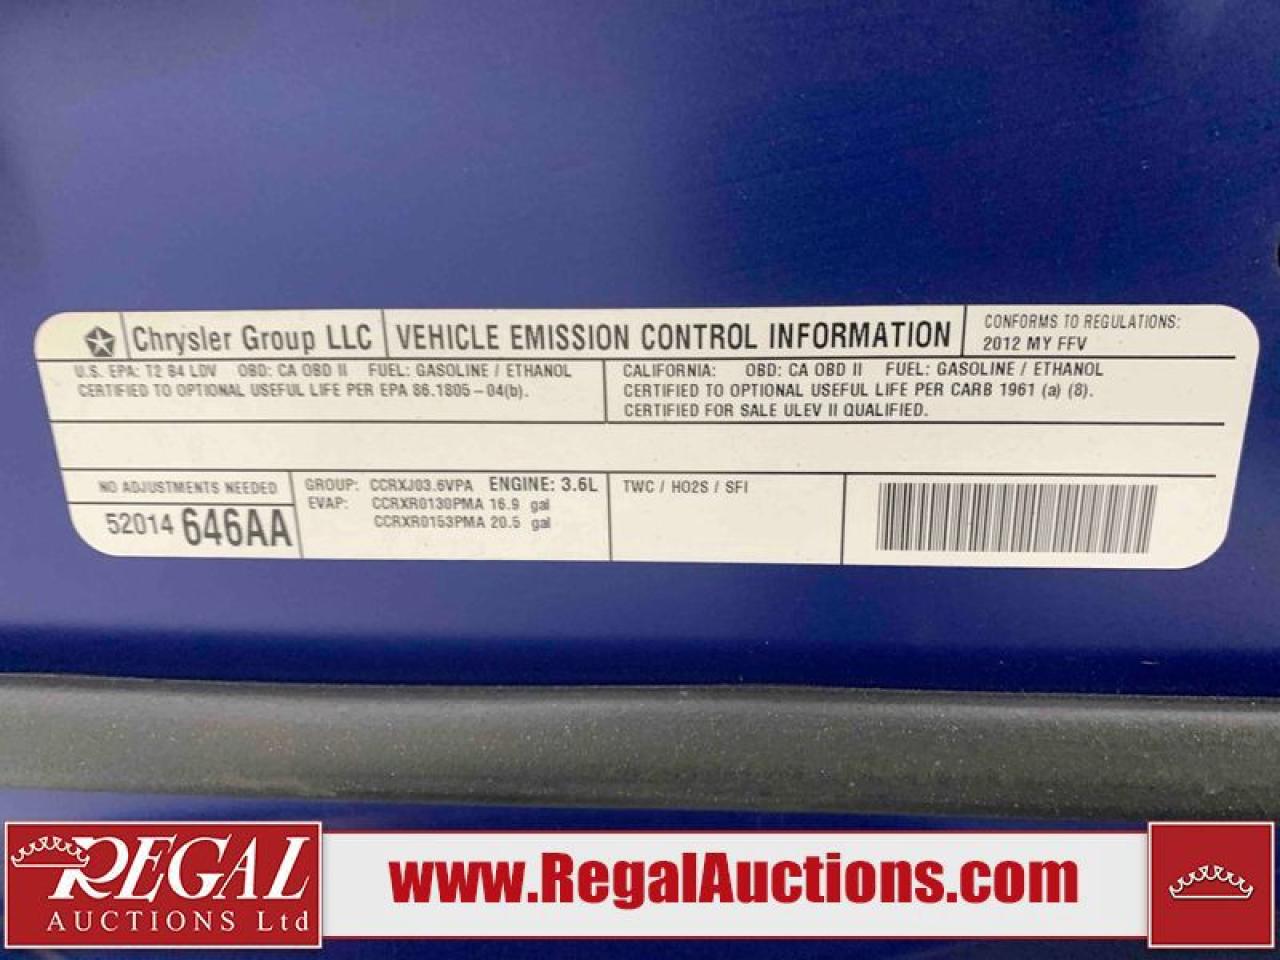 Chrysler Group LLC
VEHICLE EMISSION CONTROL INFORMATION
CONFORMS TO REGULATIONS:
2012 MY FFV
U.S. EPA: T2 B4 LDV OBD: CA OBD II FUEL: GASOLINE / ETHANOL
CERTIFIED TO OPTIONAL USEFUL LIFE PER EPA 86.1805-04(b).
CALIFORNIA: OBD: CA OBD II FUEL: GASOLINE / ETHANOL
CERTIFIED TO OPTIONAL USEFUL LIFE PER CARB 1961 (a) (8).
CERTIFIED FOR SALE ULEV II QUALIFIED.
NO ADJUSTMENTS NEEDED
52014 646AA
GROUP: CCRXJ03.6VPA ENGINE: 3.6L
EVAP: CCRXR0130PMA 16.9 gal
CCRXR0153PMA 20.5 gal
TWC / HO2S / SFI
REGAL
AUCTIONS Ltd
www.RegalAuctions.com